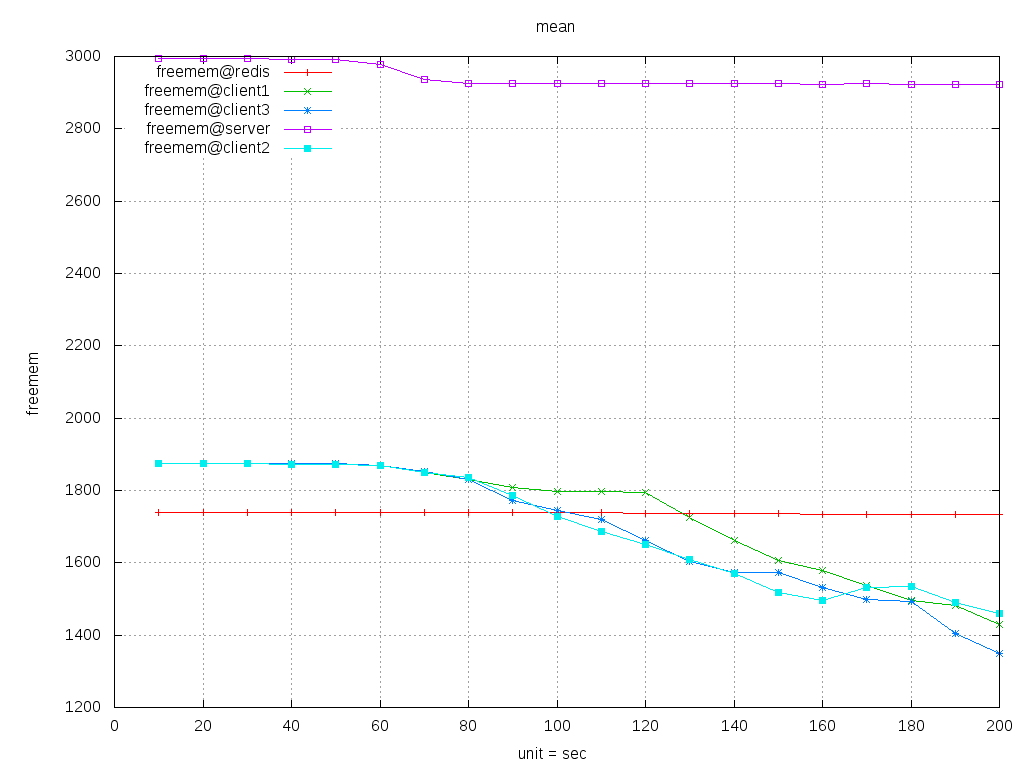 mean
3000
2800
2600
2400
2200
2000
1800
1600
1400
1200
freemem
freemem@redis
freemem@client1
freemem@client3
freemem@server
freemem@client2
0 20 40 60 80 100 120 140 160 180 200
unit = sec